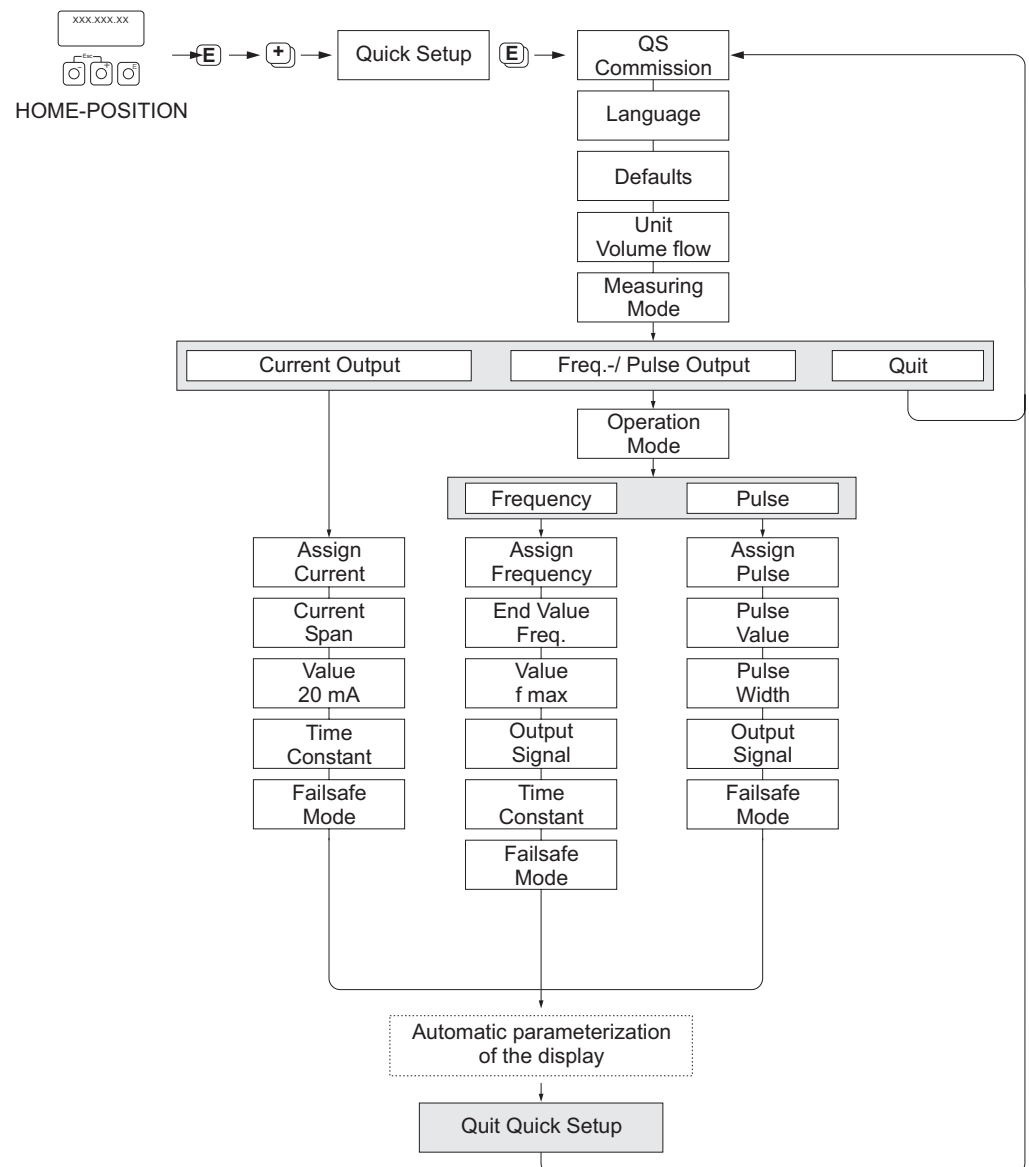 xxx.xxx.xx
Esc
- + E
HOME-POSITION
E
+
Quick Setup
E
QS
Commission
Language
Defaults
Unit
Volume flow
Measuring
Mode
Current Output
Freq.-/ Pulse Output
Quit
Operation
Mode
Frequency
Pulse
Assign
Current
Current
Span
Value
20 mA
Time
Constant
Failsafe
Mode
Assign
Frequency
End Value
Freq.
Value
f max
Output
Signal
Time
Constant
Failsafe
Mode
Assign
Pulse
Pulse
Value
Pulse
Width
Output
Signal
Failsafe
Mode
Automatic parameterization
of the display
Quit Quick Setup